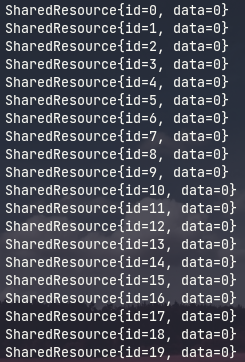 SharedResource{id=0, data=0}
SharedResource{id=1, data=0}
SharedResource{id=2, data=0}
SharedResource{id=3, data=0}
SharedResource{id=4, data=0}
SharedResource{id=5, data=0}
SharedResource{id=6, data=0}
SharedResource{id=7, data=0}
SharedResource{id=8, data=0}
SharedResource{id=9, data=0}
SharedResource{id=10, data=0}
SharedResource{id=11, data=0}
SharedResource{id=12, data=0}
SharedResource{id=13, data=0}
SharedResource{id=14, data=0}
SharedResource{id=15, data=0}
SharedResource{id=16, data=0}
SharedResource{id=17, data=0}
SharedResource{id=18, data=0}
SharedResource{id=19, data=0}